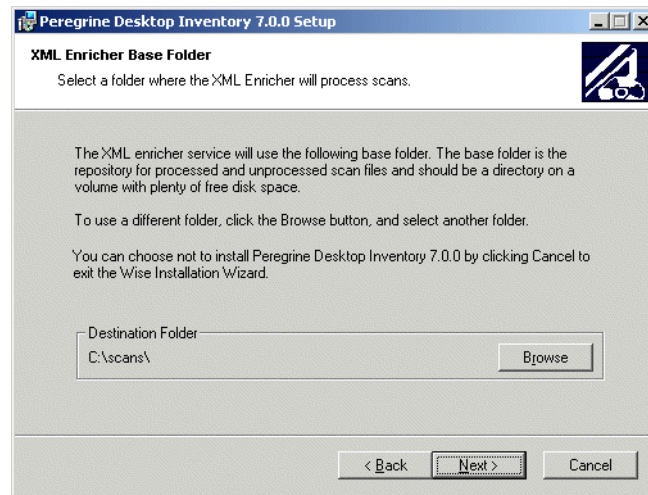 Peregrine Desktop Inventory 7.0.0 Setup
XML Enricher Base Folder
Select a folder where the XML Enricher will process scans.
The XML enricher service will use the following base folder. The base folder is the
repository for processed and unprocessed scan files and should be a directory on a
volume with plenty of free disk space.
To use a different folder, click the Browse button, and select another folder.
You can choose not to install Peregrine Desktop Inventory 7.0.0 by clicking Cancel to
exit the Wise Installation Wizard.
Destination Folder
C:\scans\
Browse
< Back
Next >
Cancel